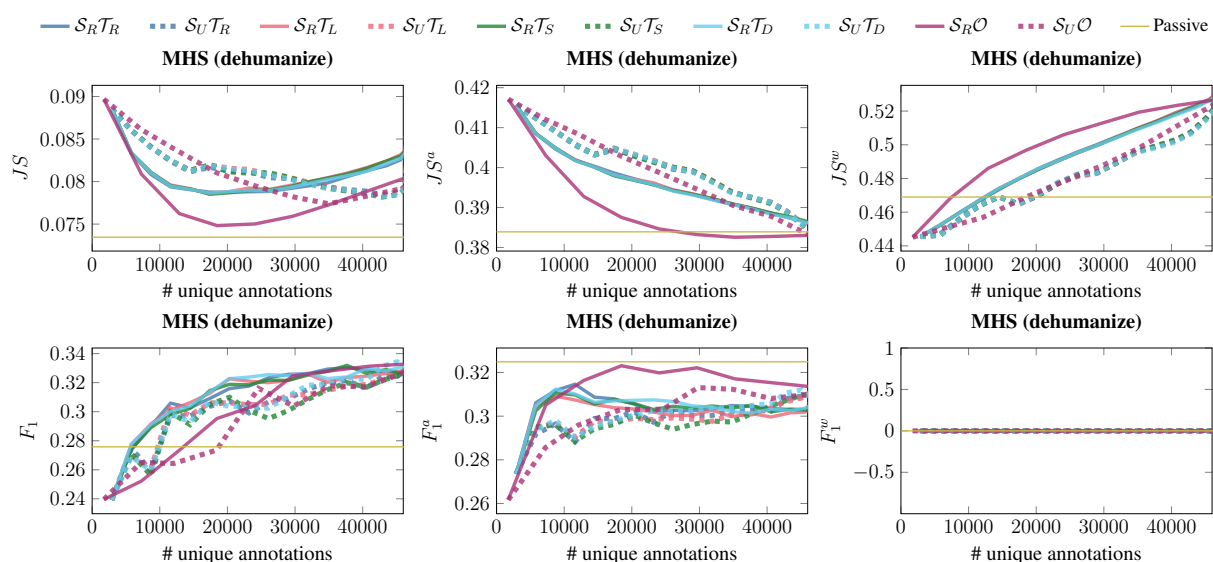 S_R T_R S_U T_R S_R T_L S_U T_L S_R T_S S_U T_S S_R T_D S_U T_D S_R O S_U O Passive
MHS (dehumanize)
0.09
0.085
0.08
0.075
JS
0 10000 20000 30000 40000
# unique annotations
MHS (dehumanize)
0.42
0.41
0.4
0.39
0.38
JS^a
0 10000 20000 30000 40000
# unique annotations
MHS (dehumanize)
0.52
0.5
0.48
0.46
0.44
JS^w
0 10000 20000 30000 40000
# unique annotations
MHS (dehumanize)
0.34
0.32
0.3
0.28
0.26
0.24
F_1
0 10000 20000 30000 40000
# unique annotations
MHS (dehumanize)
0.32
0.3
0.28
0.26
F_1^a
0 10000 20000 30000 40000
# unique annotations
MHS (dehumanize)
1
0.5
0
−0.5
−1
F_1^w
0 10000 20000 30000 40000
# unique annotations